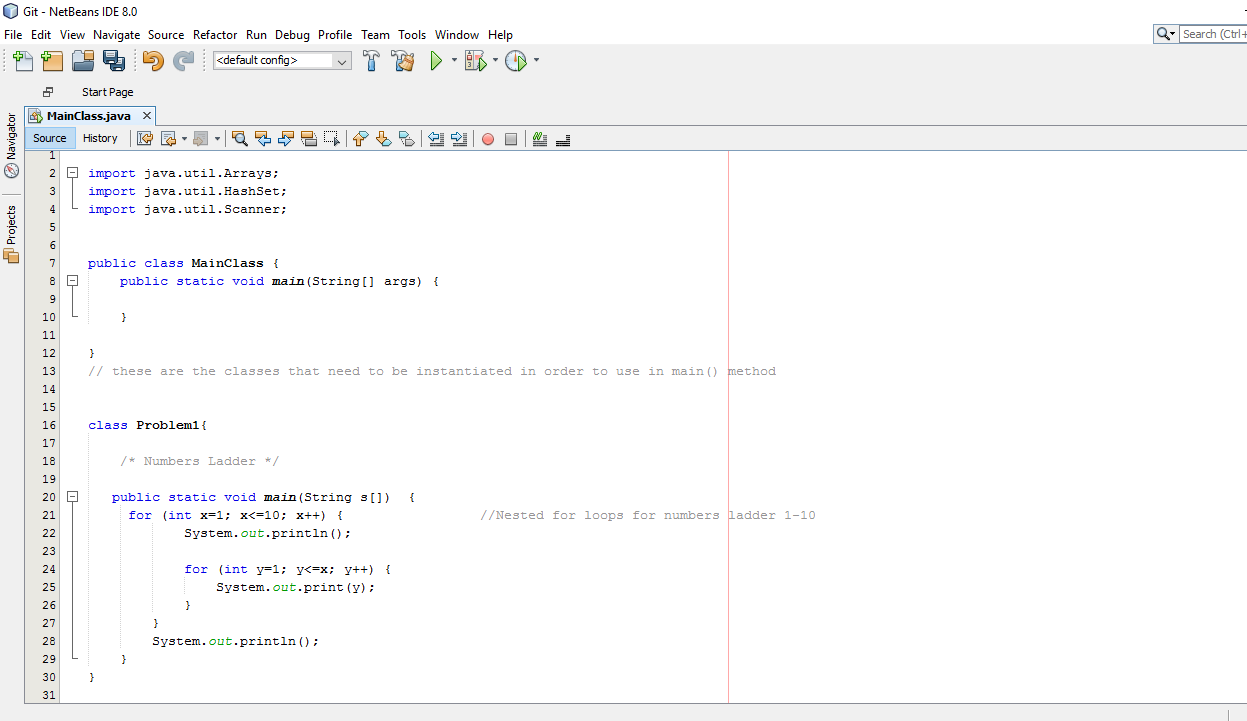 Git - NetBeans IDE 8.0
File Edit View Navigate Source Refactor Run Debug Profile Team Tools Window Help
Search (Ctrl+
<default config>
Start Page
MainClass.java
Source History
Navigator
Projects
1
2 import java.util.Arrays;
3 import java.util.HashSet;
4 import java.util.Scanner;
5
6
7 public class MainClass {
8 public static void main(String[] args) {
9
10 }
11
12 }
13 // these are the classes that need to be instantiated in order to use in main() method
14
15
16 class Problem1{
17
18 /* Numbers Ladder */
19
20 public static void main(String s[]) {
21 for (int x=1; x<=10; x++) { //Nested for loops for numbers ladder 1-10
22 System.out.println();
23
24 for (int y=1; y<=x; y++) {
25 System.out.print(y);
26 }
27 }
28 System.out.println();
29 }
30 }
31